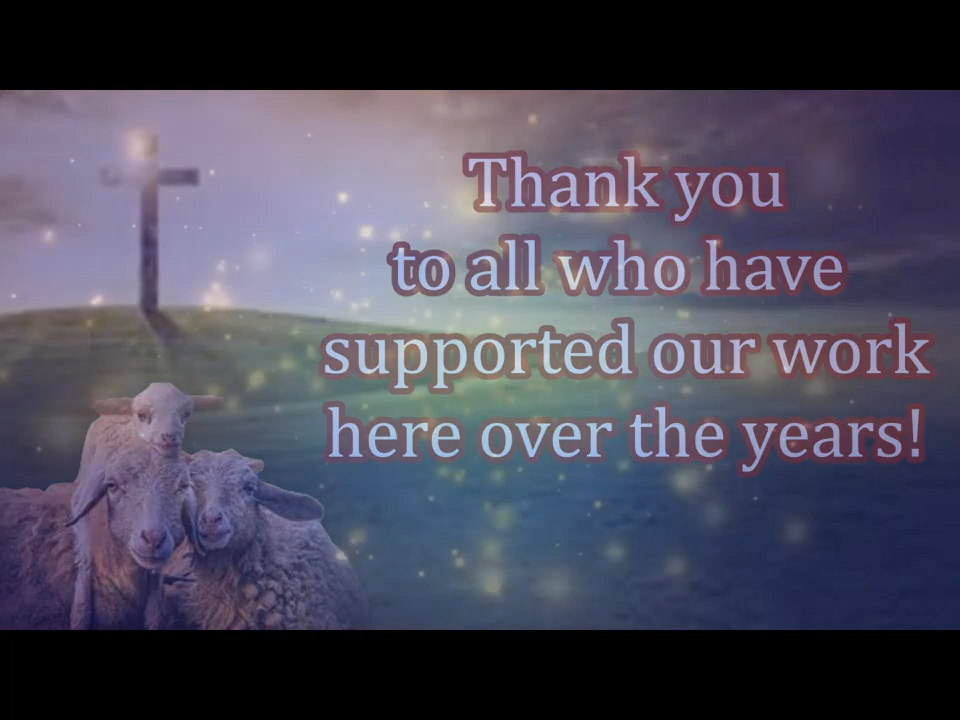 Thank you
to all who have
supported our work
here over the years!